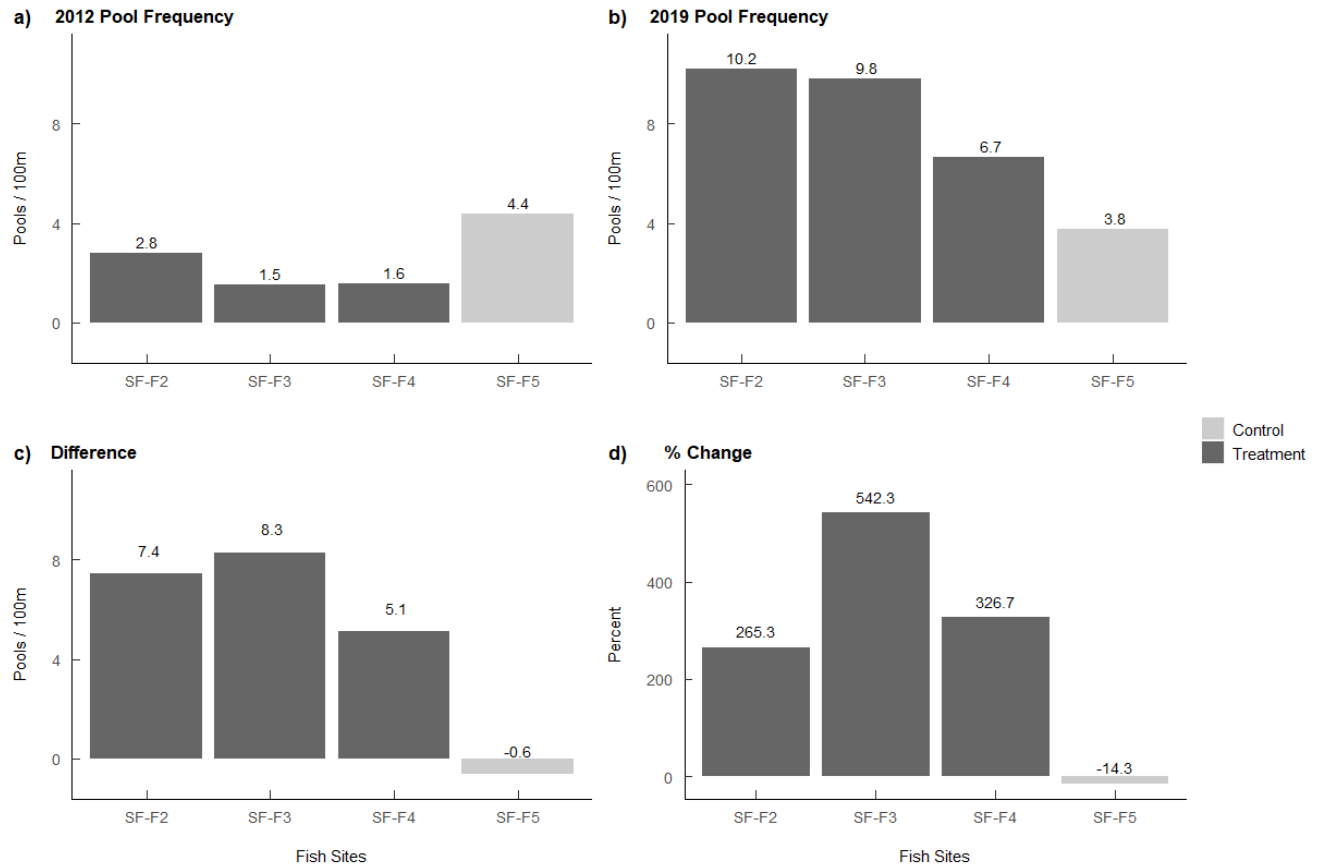 a) 2012 Pool Frequency
Pools / 100m
8
4
0
2.8
1.5
1.6
4.4
SF-F2 SF-F3 SF-F4 SF-F5
b) 2019 Pool Frequency
Pools / 100m
8
4
0
10.2
9.8
6.7
3.8
SF-F2 SF-F3 SF-F4 SF-F5
Control
Treatment
c) Difference
Pools / 100m
8
4
0
7.4
8.3
5.1
-0.6
SF-F2 SF-F3 SF-F4 SF-F5
Fish Sites
d) % Change
Percent
600
400
200
0
265.3
542.3
326.7
-14.3
SF-F2 SF-F3 SF-F4 SF-F5
Fish Sites